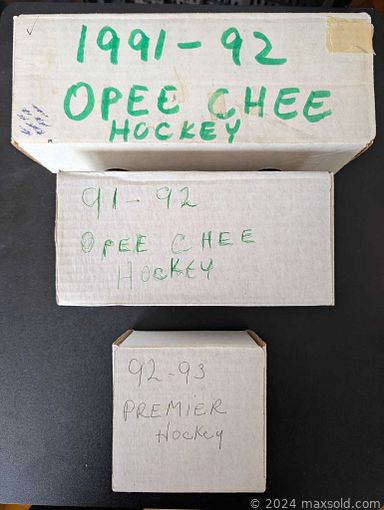 1991-92
OPEE CHEE
HOCKEY
91-92
OPEE CHEE
HOCKEY
92-93
PREMIER
Hockey
© 2024 maxsold.com